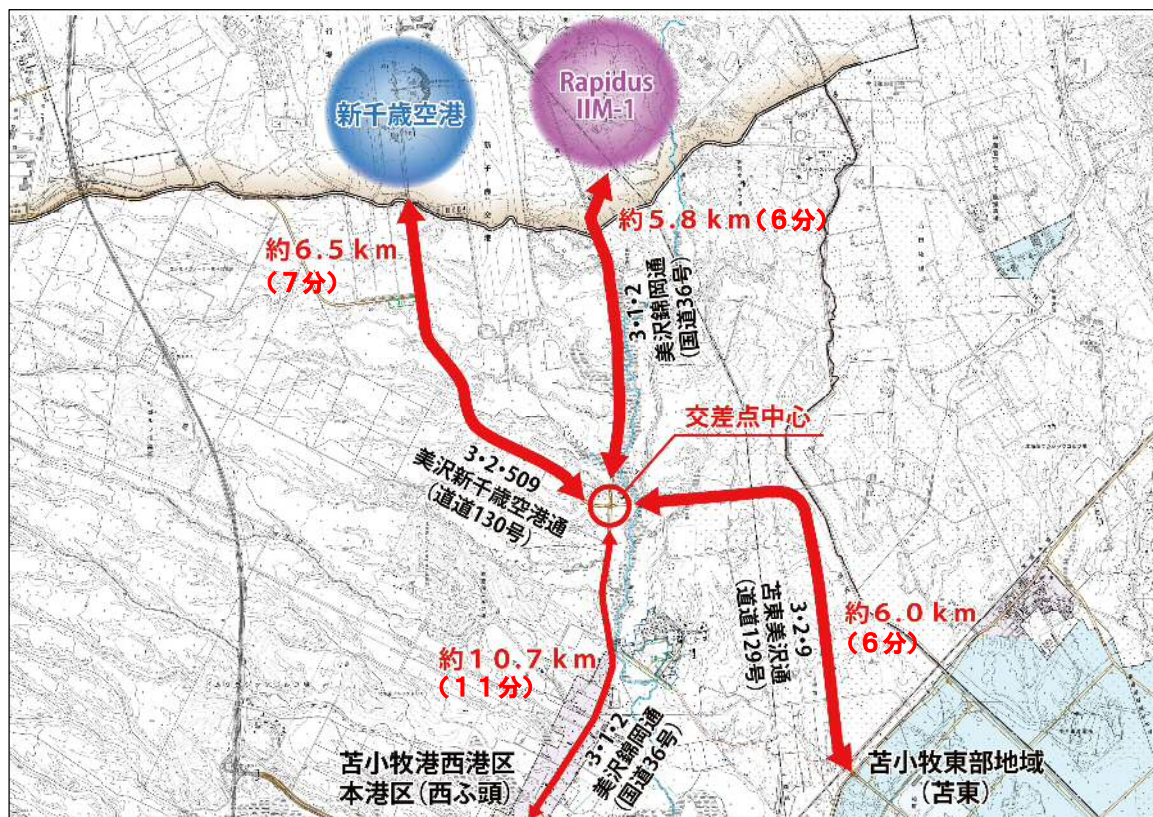 新千歳空港
Rapidus
IIM-1
約6.5km
（7分）
約5.8km（6分）
3・1・2
美沢錦岡通
（国道36号）
交差点中心
3・2・509
美沢新千歳空港通
（道道130号）
約6.0km
（6分）
3・2・9
苫東美沢通
（道道129号）
約10.7km
（11分）
3・1・2
美沢錦岡通
（国道36号）
苫小牧港西港区
本港区（西ふ頭）
苫小牧東部地域
（苫東）